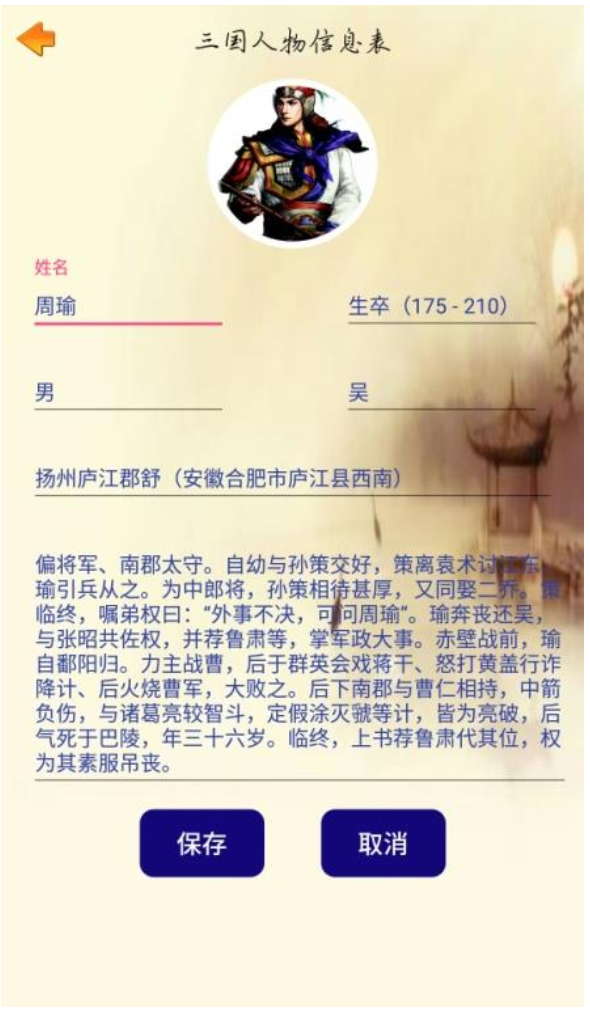 三国人物信息表
姓名
周瑜
生卒（175 - 210）
男
吴
扬州庐江郡舒（安徽合肥市庐江县西南）
偏将军、南郡太守。自幼与孙策交好，策离袁术讨江东，
瑜引兵从之。为中郎将，孙策相待甚厚，又同娶二乔。策
临终，嘱弟权曰：“外事不决，可问周瑜”。瑜奔丧还吴，
与张昭共佐权，并荐鲁肃等，掌军政大事。赤壁战前，瑜
自鄱阳归。力主战曹，后于群英会戏蒋干、怒打黄盖行诈
降计、后火烧曹军，大败之。后下南郡与曹仁相持，中箭
负伤，与诸葛亮较智斗，定假涂灭虢等计，皆为亮破，后
气死于巴陵，年三十六岁。临终，上书荐鲁肃代其位，权
为其素服吊丧。
保存
取消